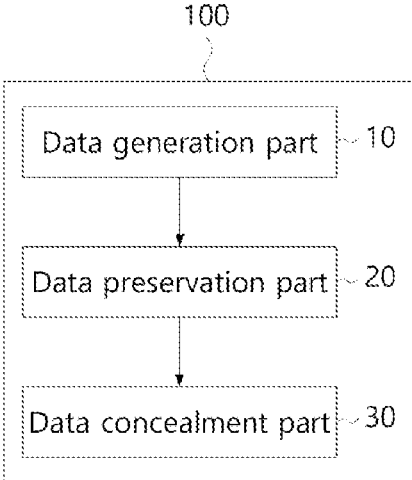 100
Data generation part 10
Data preservation part 20
Data concealment part 30